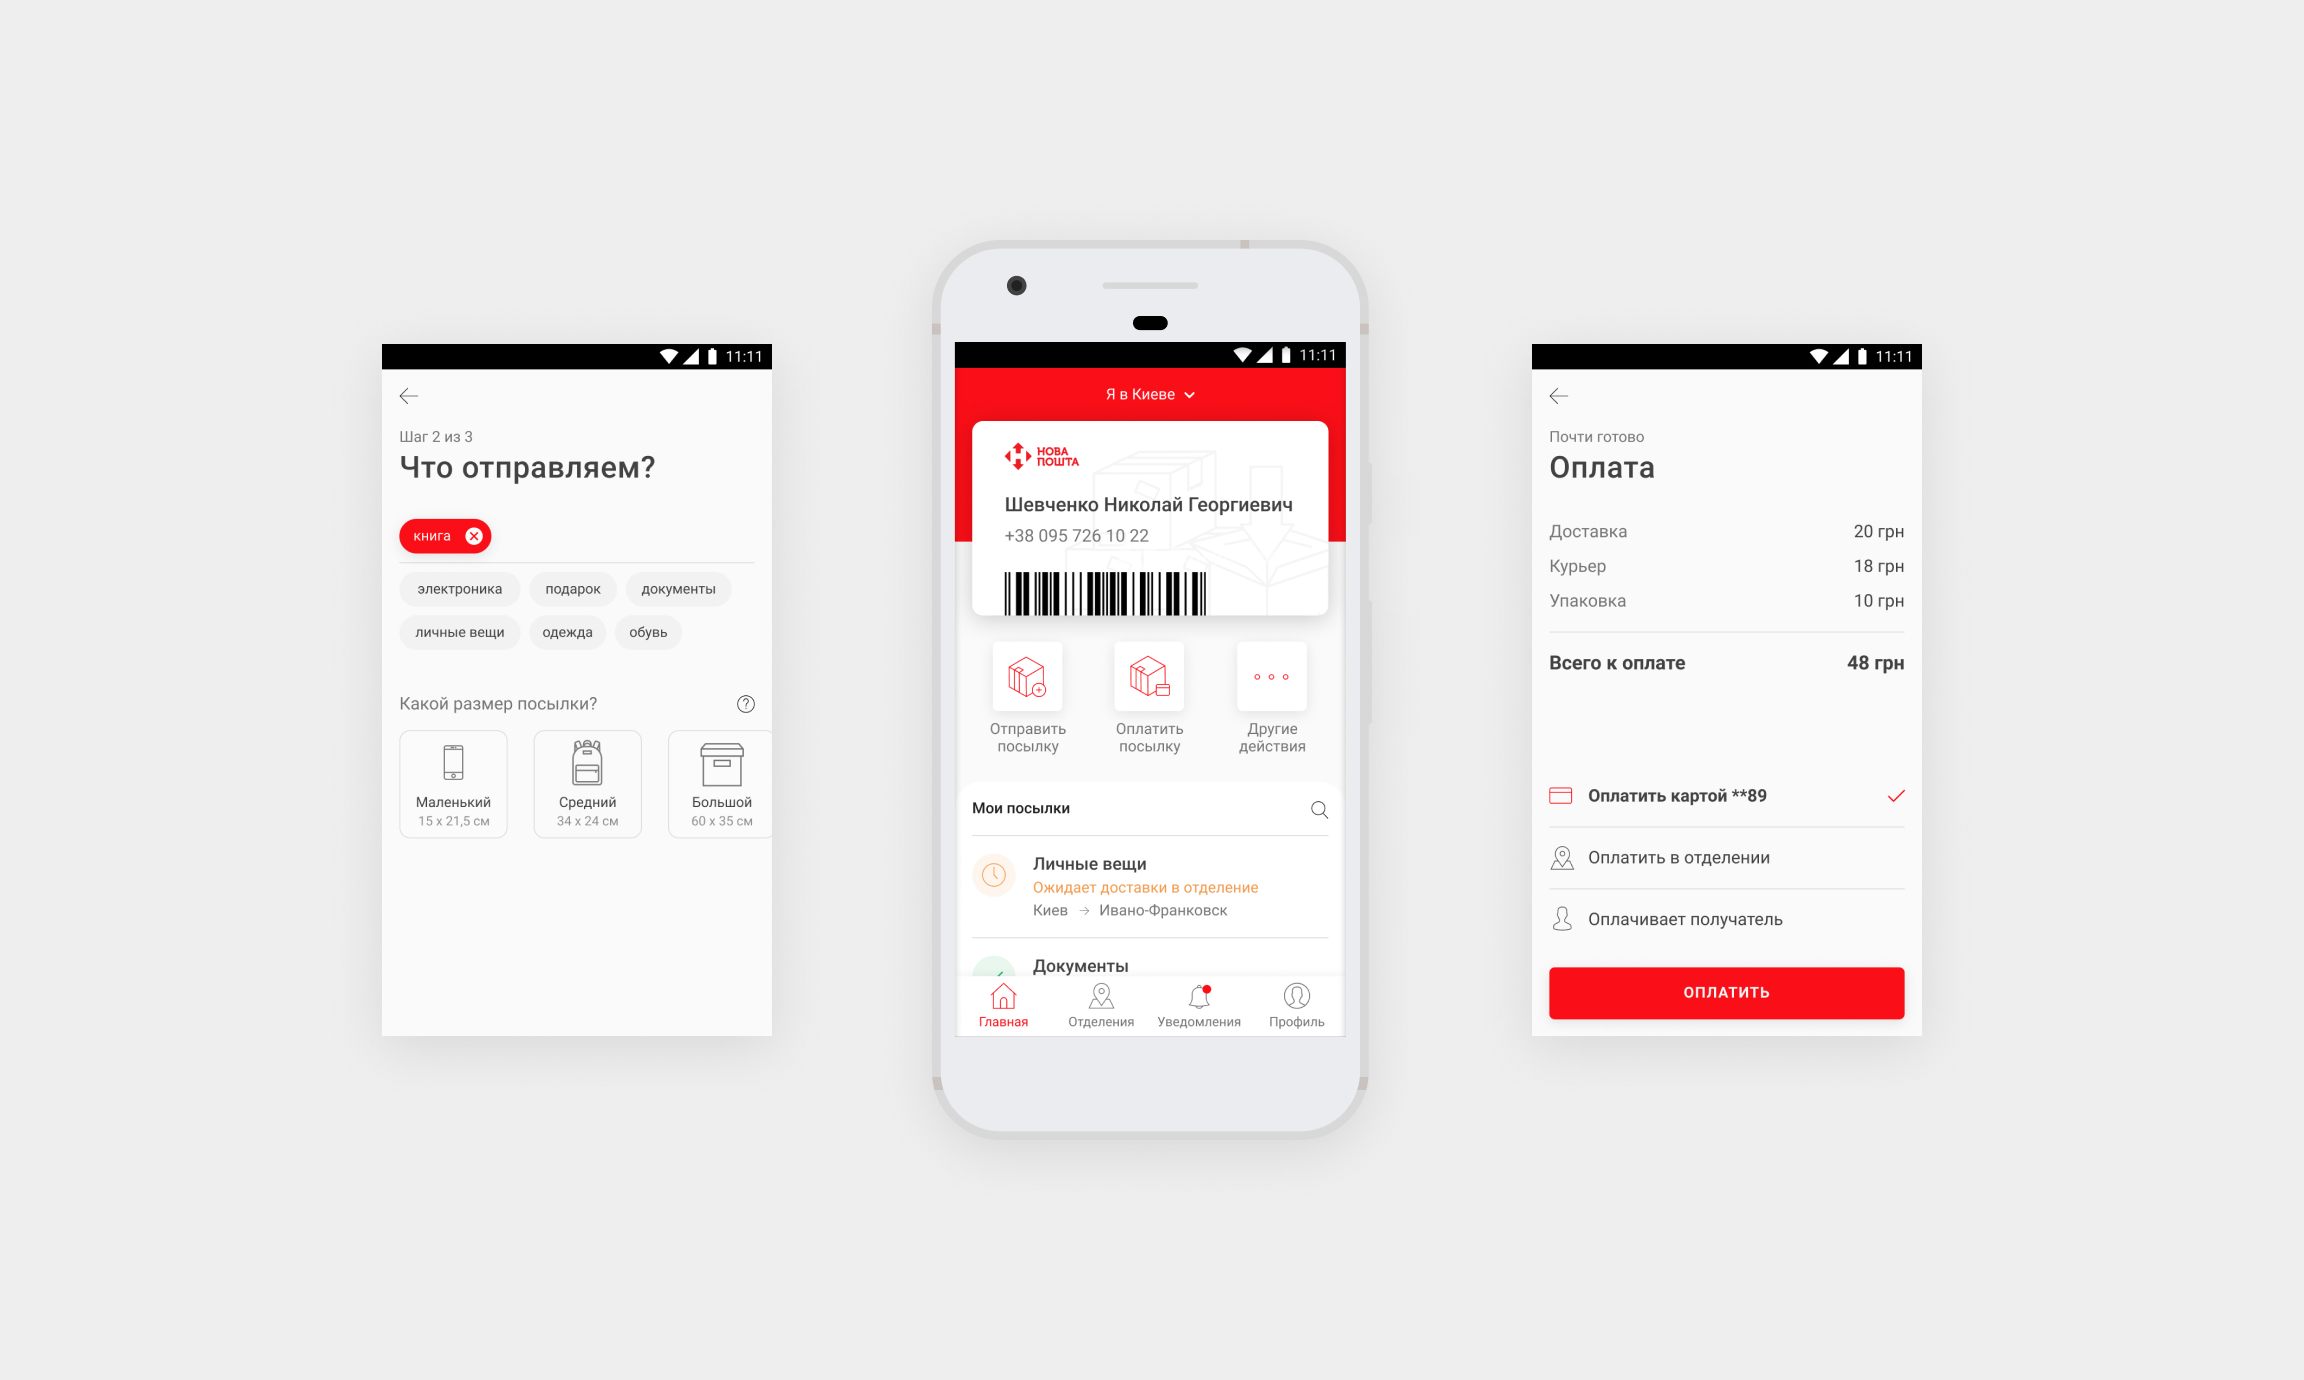 11:11
Шаг 2 из 3
Что отправляем?
книга
электроника
подарок
документы
личные вещи
одежда
обувь
Какой размер посылки?
?
Маленький
15 x 21,5 см
Средний
34 x 24 см
Большой
60 x 35 см
11:11
Я в Киеве
НОВА
ПОШТА
Шевченко Николай Георгиевич
+38 095 726 10 22
Отправить
посылку
Оплатить
посылку
Другие
действия
Мои посылки
Личные вещи
Ожидает доставки в отделение
Киев → Ивано-Франковск
Документы
Главная
Отделения
Уведомления
Профиль
11:11
Почти готово
Оплата
Доставка 20 грн
Курьер 18 грн
Упаковка 10 грн
Всего к оплате 48 грн
Оплатить картой **89
Оплатить в отделении
Оплачивает получатель
ОПЛАТИТЬ